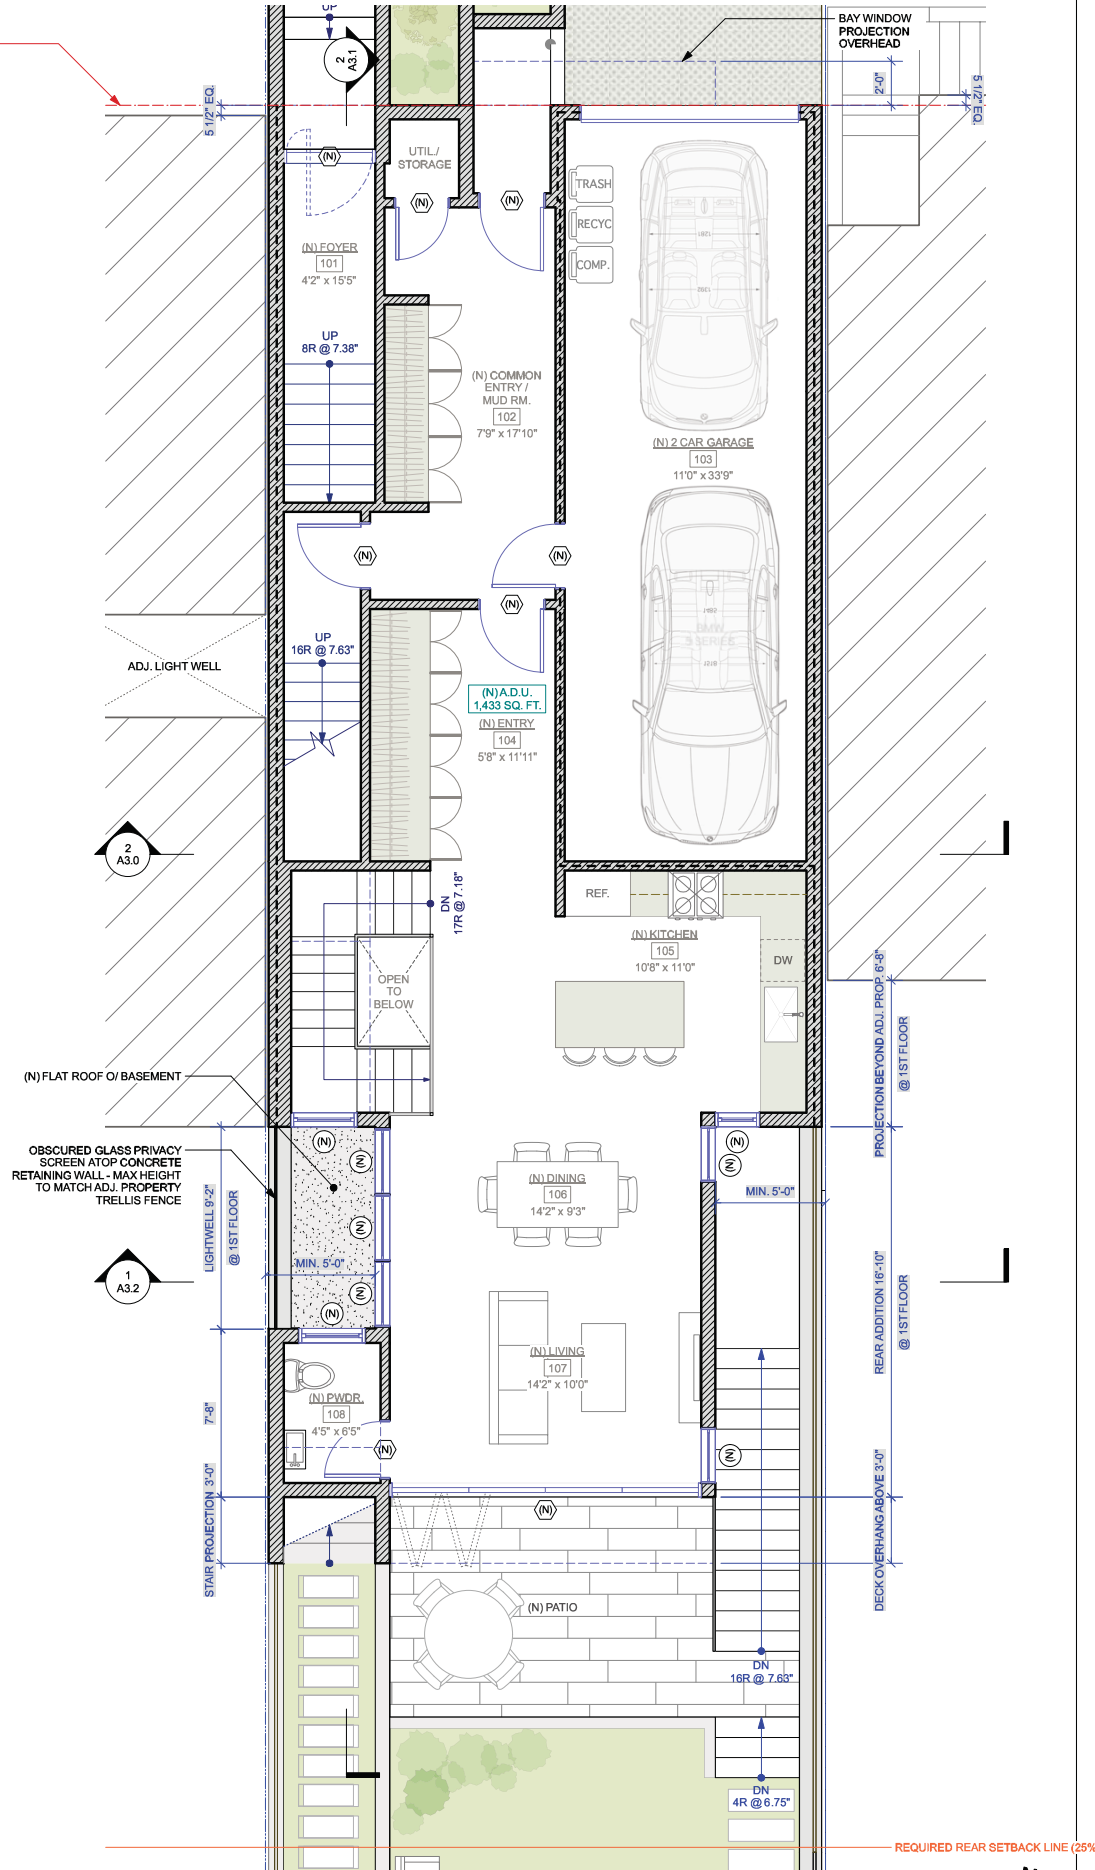 UP
BAY WINDOW
PROJECTION
OVERHEAD
2
A3.1
2'-0"
5 1/2" EQ.
5 1/2" EQ.
UTIL./
STORAGE
(N)
(N)
(N)
TRASH
RECYC
COMP.
(N) FOYER
101
4'2" x 15'5"
UP
8R @ 7.38"
(N) COMMON
ENTRY /
MUD RM.
102
7'9" x 17'10"
(N) 2 CAR GARAGE
103
11'0" x 33'9"
(N)
(N)
(N)
UP
16R @ 7.63"
ADJ. LIGHT WELL
(N) A.D.U.
1,433 SQ. FT.
(N) ENTRY
104
5'8" x 11'11"
2
A3.0
DN
17R @ 7.18"
REF.
(N) KITCHEN
105
10'8" x 11'0"
DW
OPEN
TO
BELOW
PROJECTION BEYOND ADJ. PROP. 6'-8"
@ 1ST FLOOR
(N) FLAT ROOF O/ BASEMENT
OBSCURED GLASS PRIVACY
SCREEN ATOP CONCRETE
RETAINING WALL - MAX HEIGHT
TO MATCH ADJ. PROPERTY
TRELLIS FENCE
(N)
(N)
(N)
(N)
(N) DINING
106
14'2" x 9'3"
MIN. 5'-0"
LIGHTWELL 9'-2"
@ 1ST FLOOR
(N)
MIN. 5'-0"
1
A3.2
(N)
(N)
REAR ADDITION 16'-10"
@ 1ST FLOOR
(N) LIVING
107
14'2" x 10'0"
(N) PWDR.
108
4'5" x 6'5"
7'-8"
(N)
(N)
STAIR PROJECTION 3'-0"
DECK OVERHANG ABOVE 3'-0"
(N)
(N) PATIO
DN
16R @ 7.63"
DN
4R @ 6.75"
REQUIRED REAR SETBACK LINE (25%